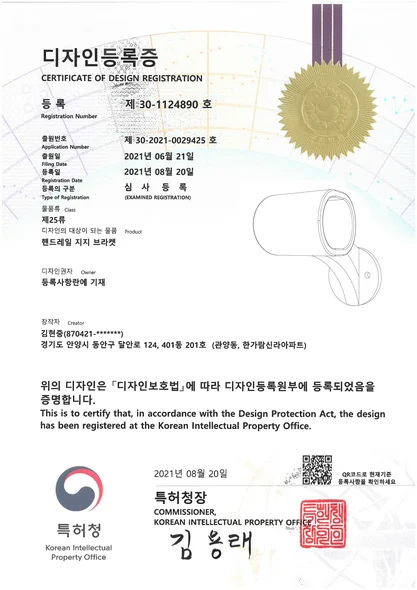 디자인등록증
CERTIFICATE OF DESIGN REGISTRATION
등 록 제 30-1124890 호
Registration Number
출원번호 제 30-2021-0029425 호
Application Number
출원일 2021년 06월 21일
Filing Date
등록일 2021년 08월 20일
Registration Date
등록의 구분 심 사 등 록
Type of Registration (EXAMINED REGISTRATION)
물품류 Class
제25류
디자인의 대상이 되는 물품 Product
핸드레일 지지 브라켓
디자인권자 Owner
등록사항란에 기재
창작자 Creator
김현중(870421-*******)
경기도 안양시 동안구 달안로 124, 401동 201호 (관양동, 한가람신라아파트)
위의 디자인은 「디자인보호법」에 따라 디자인등록원부에 등록되었음을
증명합니다.
This is to certify that, in accordance with the Design Protection Act, the design
has been registered at the Korean Intellectual Property Office.
2021년 08월 20일
QR코드로 현재기준
등록사항을 확인하세요
특허청장
COMMISSIONER,
KOREAN INTELLECTUAL PROPERTY OFFICE
김용래
특허청
Korean Intellectual
Property Office